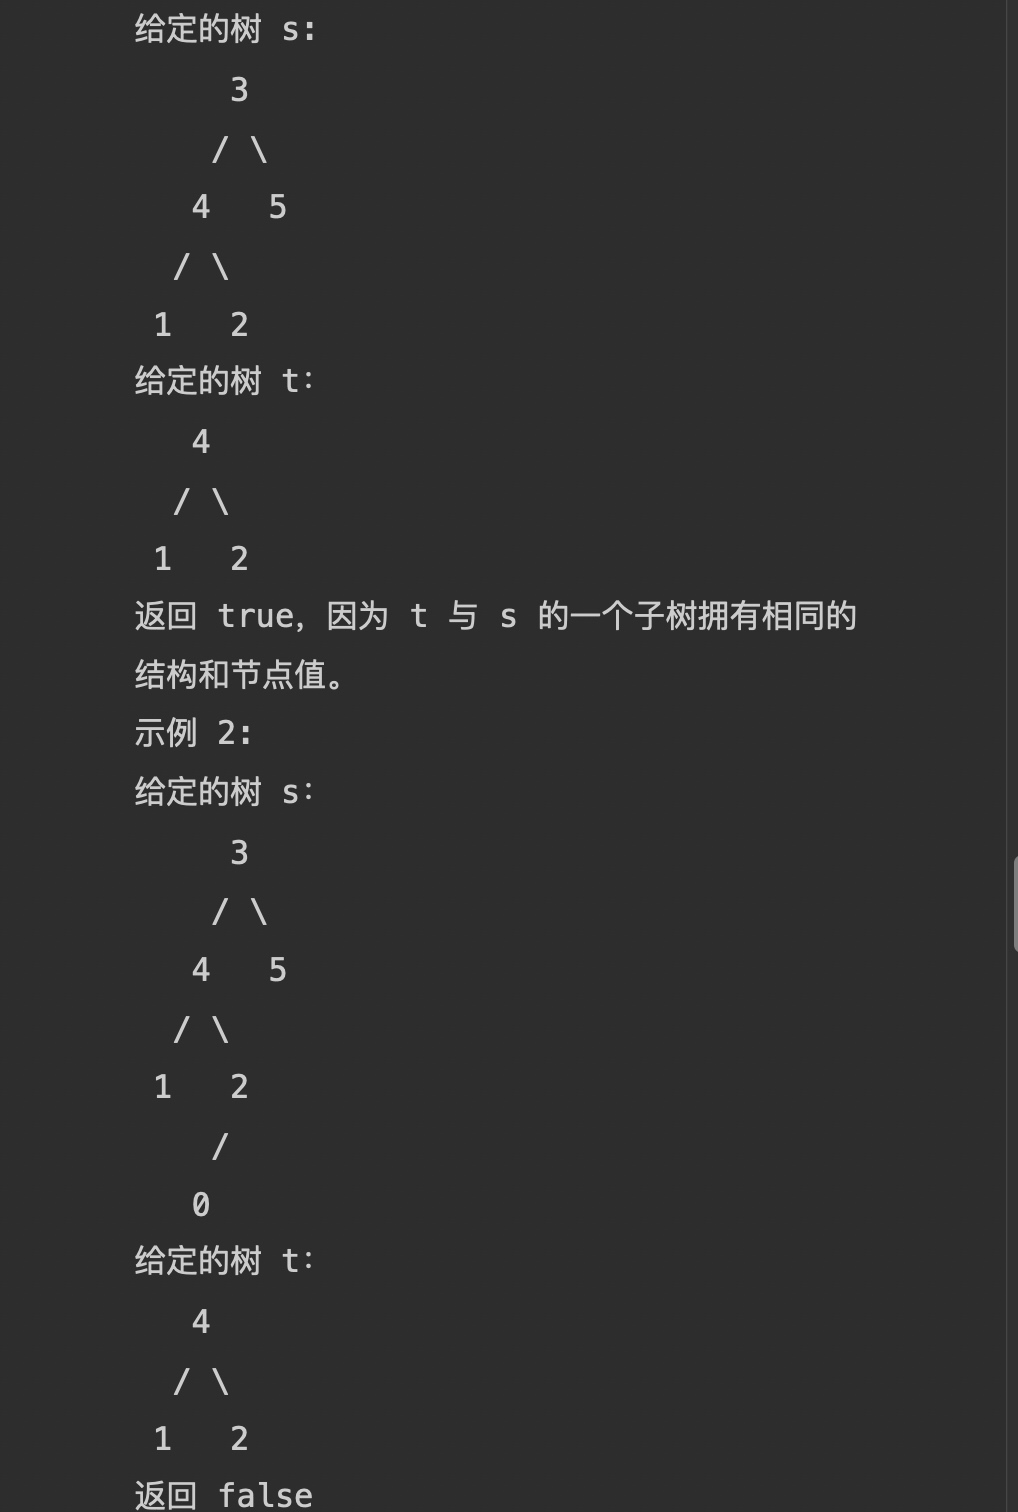 给定的树 s:
     3
    / \
   4   5
  / \
 1   2
给定的树 t：
   4
  / \
 1   2
返回 true，因为 t 与 s 的一个子树拥有相同的
结构和节点值。
示例 2:
给定的树 s：
     3
    / \
   4   5
  / \
 1   2
    /
   0
给定的树 t：
   4
  / \
 1   2
返回 false